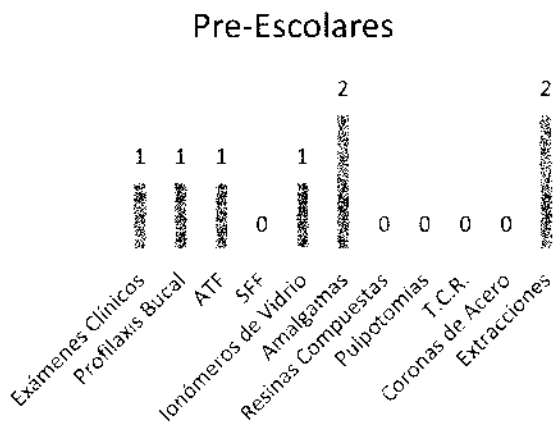 Pre-Escolares
2 2
1 1 1 1
0 0 0 0 0
Exámenes Clínicos
Profilaxis Bucal
ATF
SFF
Ionómeros de Vidrio
Amalgamas
Resinas Compuestas
Pulpotomias
T.C.R.
Coronas de Acero
Extracciones